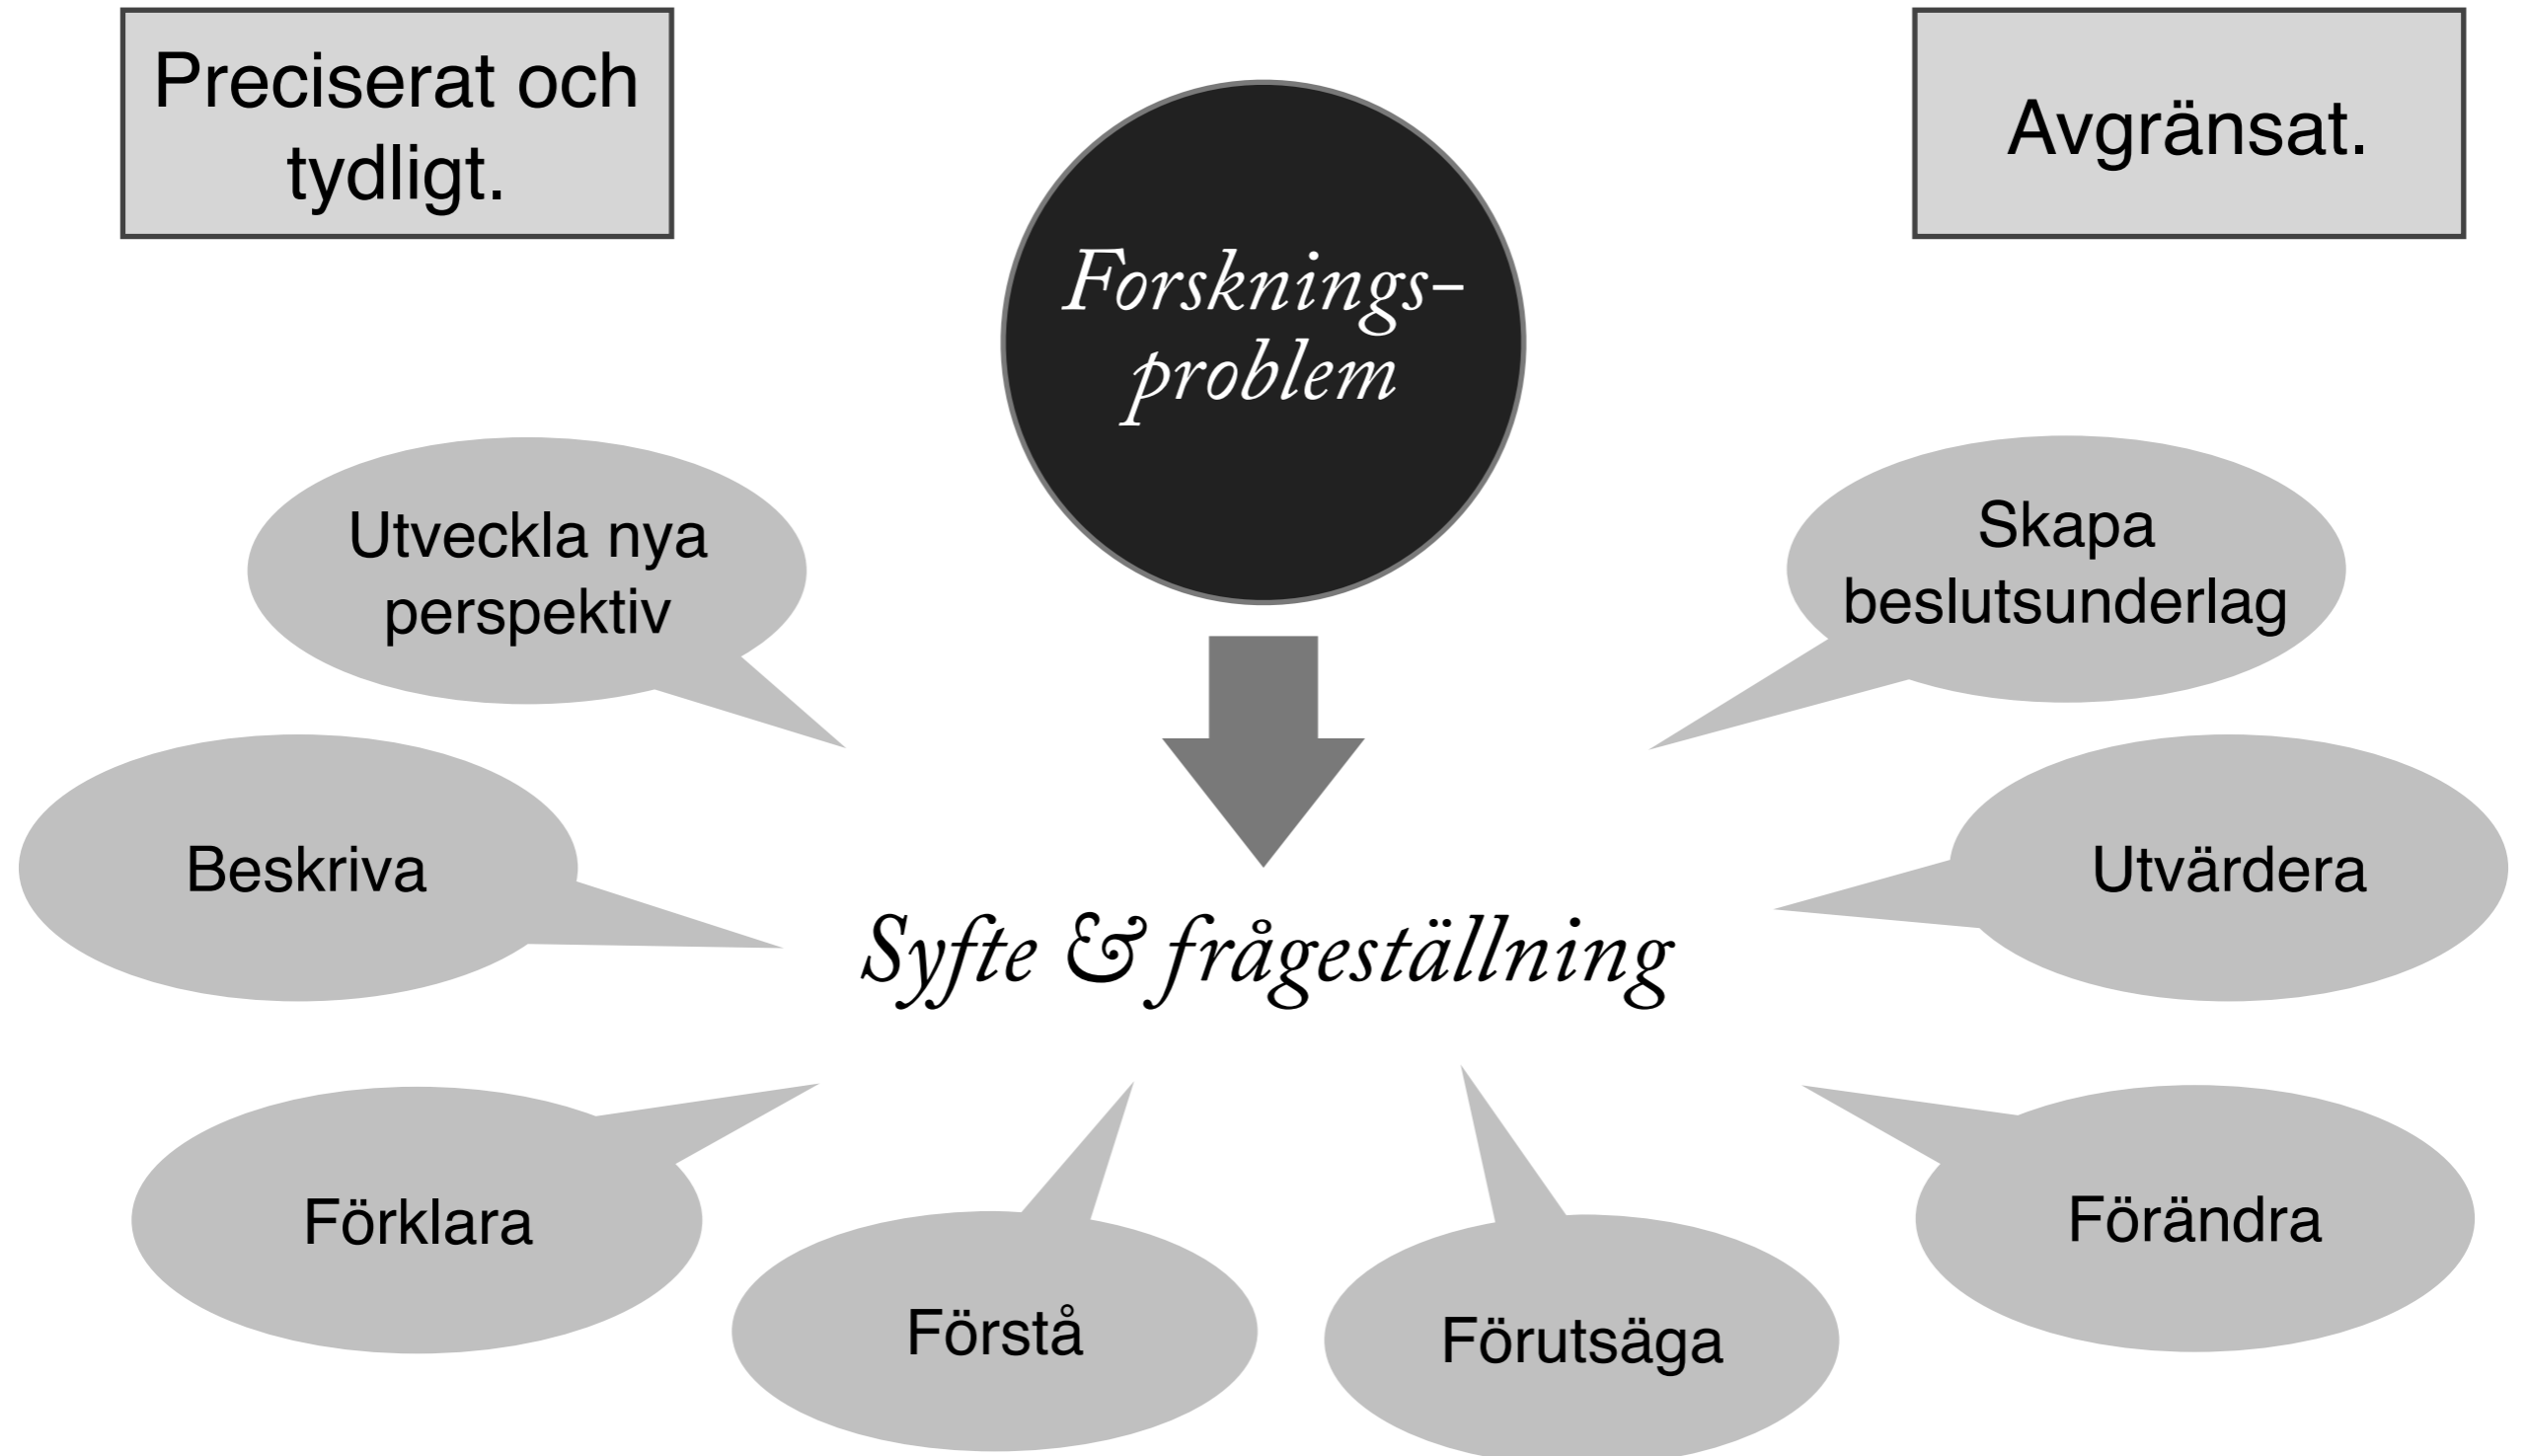 Preciserat och
tydligt.
Avgränsat.
Forsknings-
problem
Utveckla nya
perspektiv
Skapa
beslutsunderlag
Beskriva
Utvärdera
Syfte & frågeställning
Förklara
Förstå
Förutsäga
Förändra